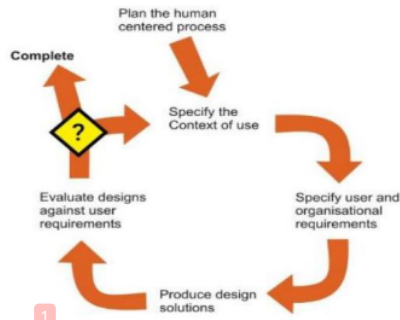 Plan the human
centered process
Complete
?
Specify the
Context of use
Evaluate designs
against user
requirements
Specify user and
organisational
requirements
Produce design
solutions
1